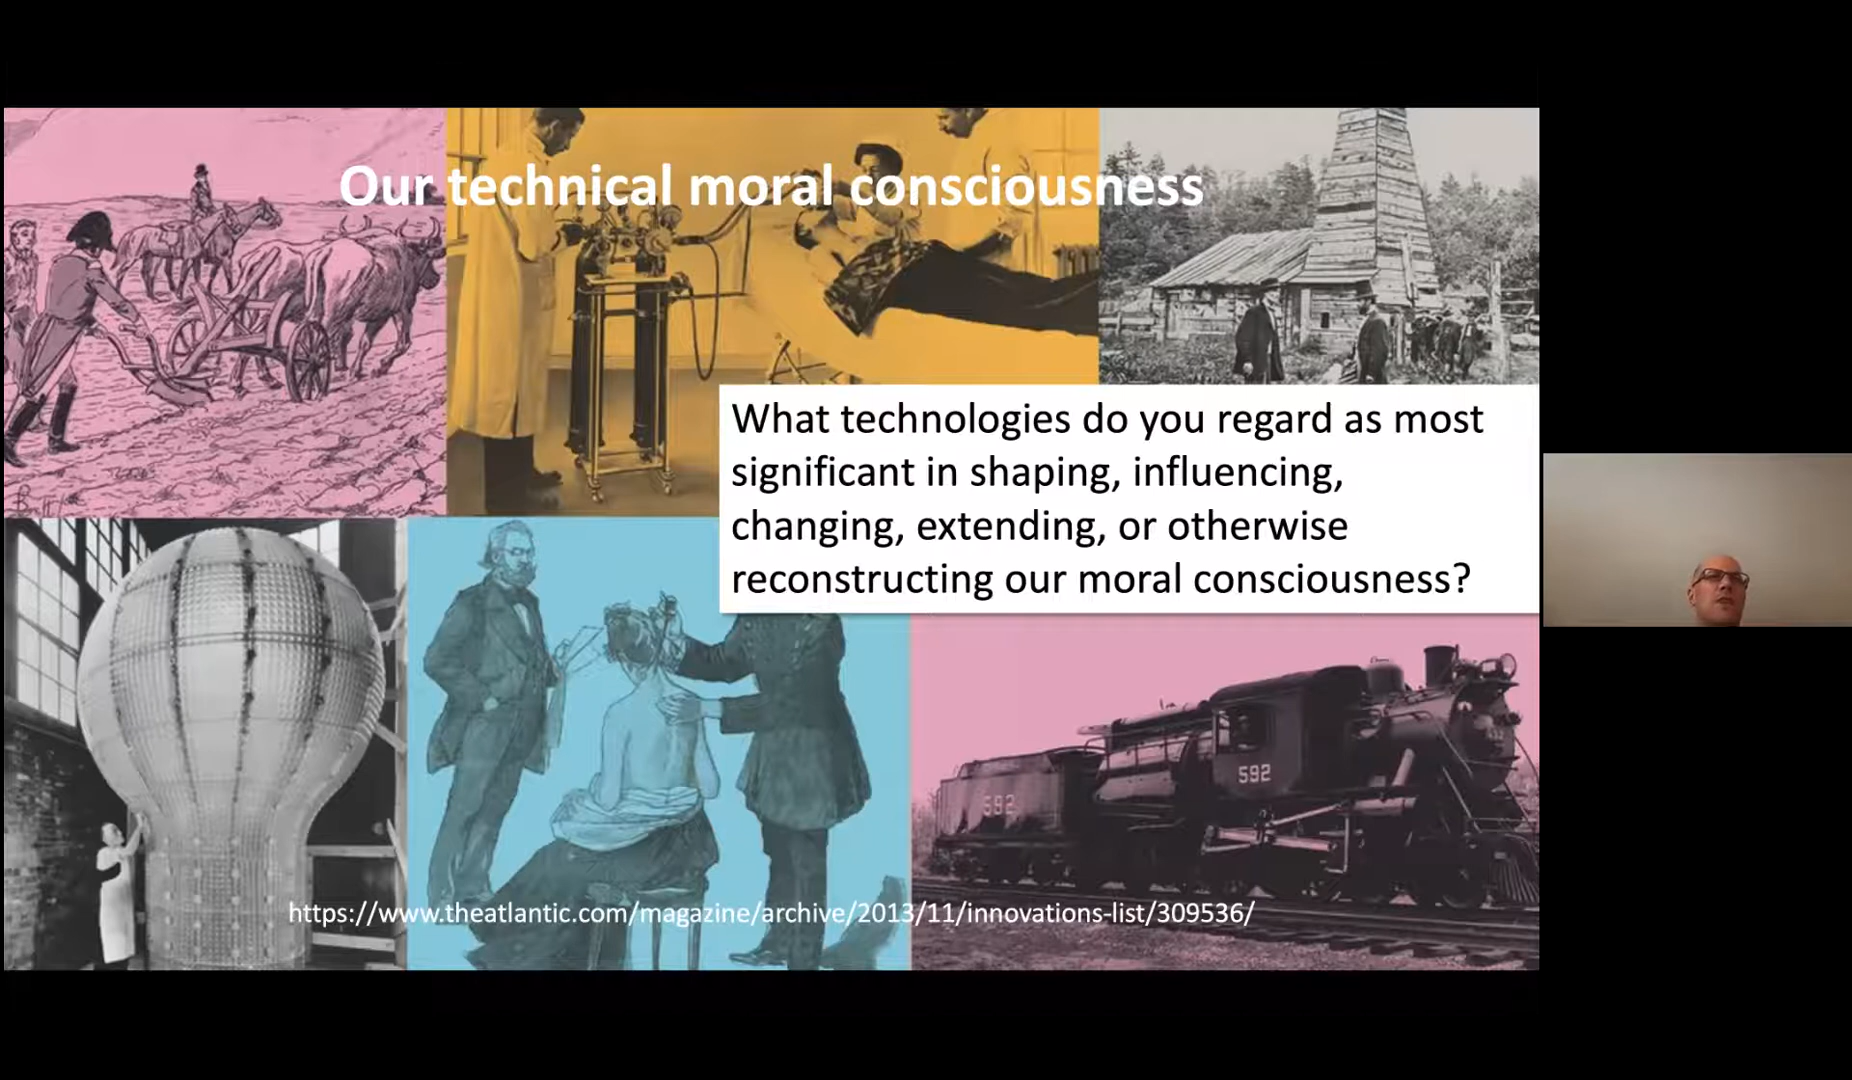 Our technical moral consciousness
What technologies do you regard as most
significant in shaping, influencing,
changing, extending, or otherwise
reconstructing our moral consciousness?
592
592
https://www.theatlantic.com/magazine/archive/2013/11/innovations-list/309536/